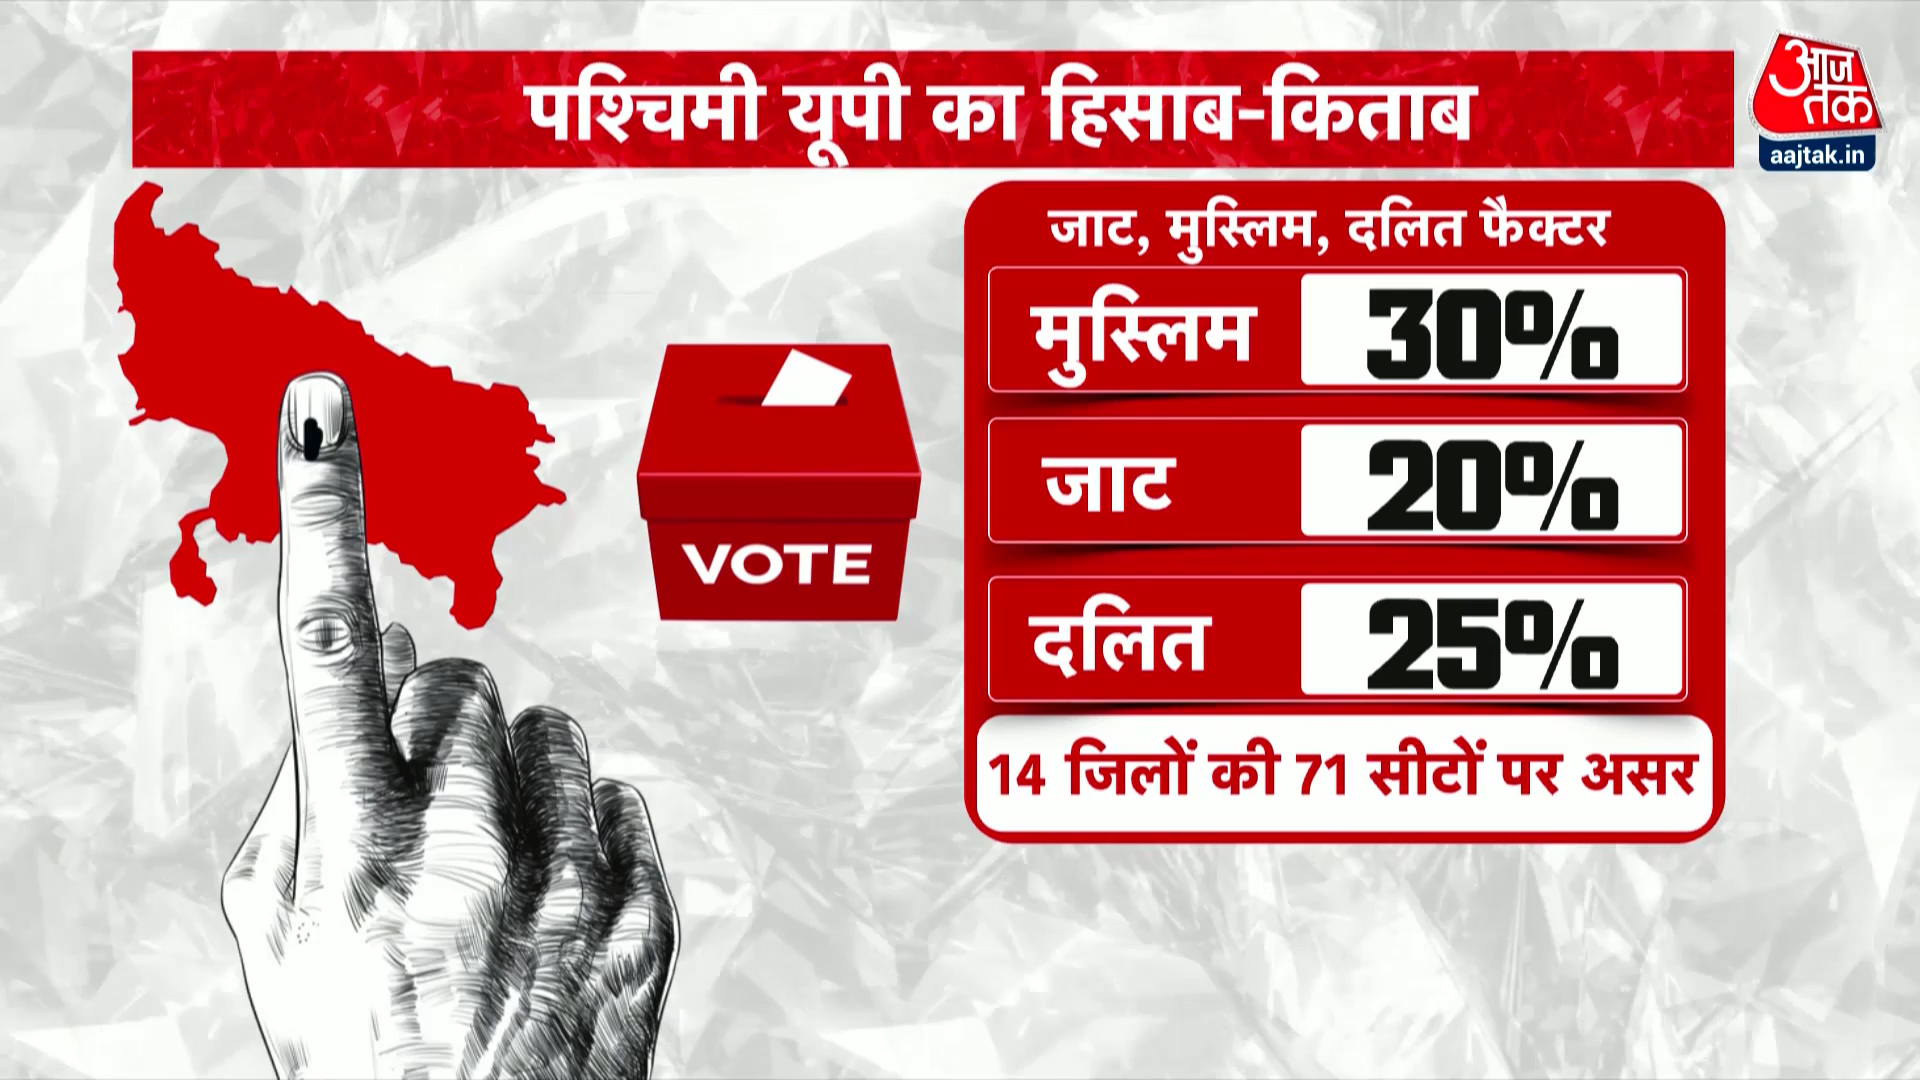 पश्चिमी यूपी का हिसाब-किताब
आज
तक
aajtak.in
जाट, मुस्लिम, दलित फैक्टर
मुस्लिम 30%
जाट 20%
VOTE
दलित 25%
14 जिलों की 71 सीटों पर असर